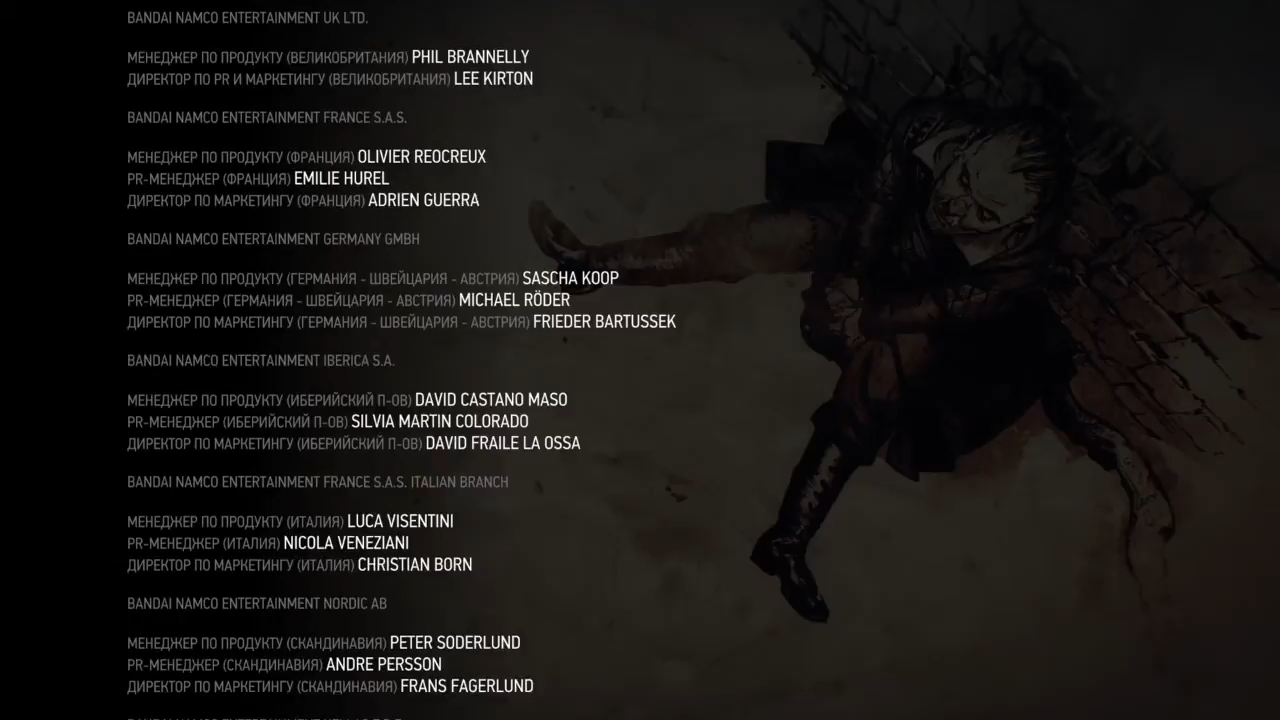 BANDAI NAMCO ENTERTAINMENT UK LTD.
МЕНЕДЖЕР ПО ПРОДУКТУ (ВЕЛИКОБРИТАНИЯ) PHIL BRANNELLY
ДИРЕКТОР ПО PR И МАРКЕТИНГУ (ВЕЛИКОБРИТАНИЯ) LEE KIRTON
BANDAI NAMCO ENTERTAINMENT FRANCE S.A.S.
МЕНЕДЖЕР ПО ПРОДУКТУ (ФРАНЦИЯ) OLIVIER REOCREUX
PR-МЕНЕДЖЕР (ФРАНЦИЯ) EMILIE HUREL
ДИРЕКТОР ПО МАРКЕТИНГУ (ФРАНЦИЯ) ADRIEN GUERRA
BANDAI NAMCO ENTERTAINMENT GERMANY GMBH
МЕНЕДЖЕР ПО ПРОДУКТУ (ГЕРМАНИЯ - ШВЕЙЦАРИЯ - АВСТРИЯ) SASCHA KOOP
PR-МЕНЕДЖЕР (ГЕРМАНИЯ - ШВЕЙЦАРИЯ - АВСТРИЯ) MICHAEL RÖDER
ДИРЕКТОР ПО МАРКЕТИНГУ (ГЕРМАНИЯ - ШВЕЙЦАРИЯ - АВСТРИЯ) FRIEDER BARTUSSEK
BANDAI NAMCO ENTERTAINMENT IBERICA S.A.
МЕНЕДЖЕР ПО ПРОДУКТУ (ИБЕРИЙСКИЙ П-ОВ) DAVID CASTANO MASO
PR-МЕНЕДЖЕР (ИБЕРИЙСКИЙ П-ОВ) SILVIA MARTIN COLORADO
ДИРЕКТОР ПО МАРКЕТИНГУ (ИБЕРИЙСКИЙ П-ОВ) DAVID FRAILE LA OSSA
BANDAI NAMCO ENTERTAINMENT FRANCE S.A.S. ITALIAN BRANCH
МЕНЕДЖЕР ПО ПРОДУКТУ (ИТАЛИЯ) LUCA VISENTINI
PR-МЕНЕДЖЕР (ИТАЛИЯ) NICOLA VENEZIANI
ДИРЕКТОР ПО МАРКЕТИНГУ (ИТАЛИЯ) CHRISTIAN BORN
BANDAI NAMCO ENTERTAINMENT NORDIC AB
МЕНЕДЖЕР ПО ПРОДУКТУ (СКАНДИНАВИЯ) PETER SODERLUND
PR-МЕНЕДЖЕР (СКАНДИНАВИЯ) ANDRE PERSSON
ДИРЕКТОР ПО МАРКЕТИНГУ (СКАНДИНАВИЯ) FRANS FAGERLUND